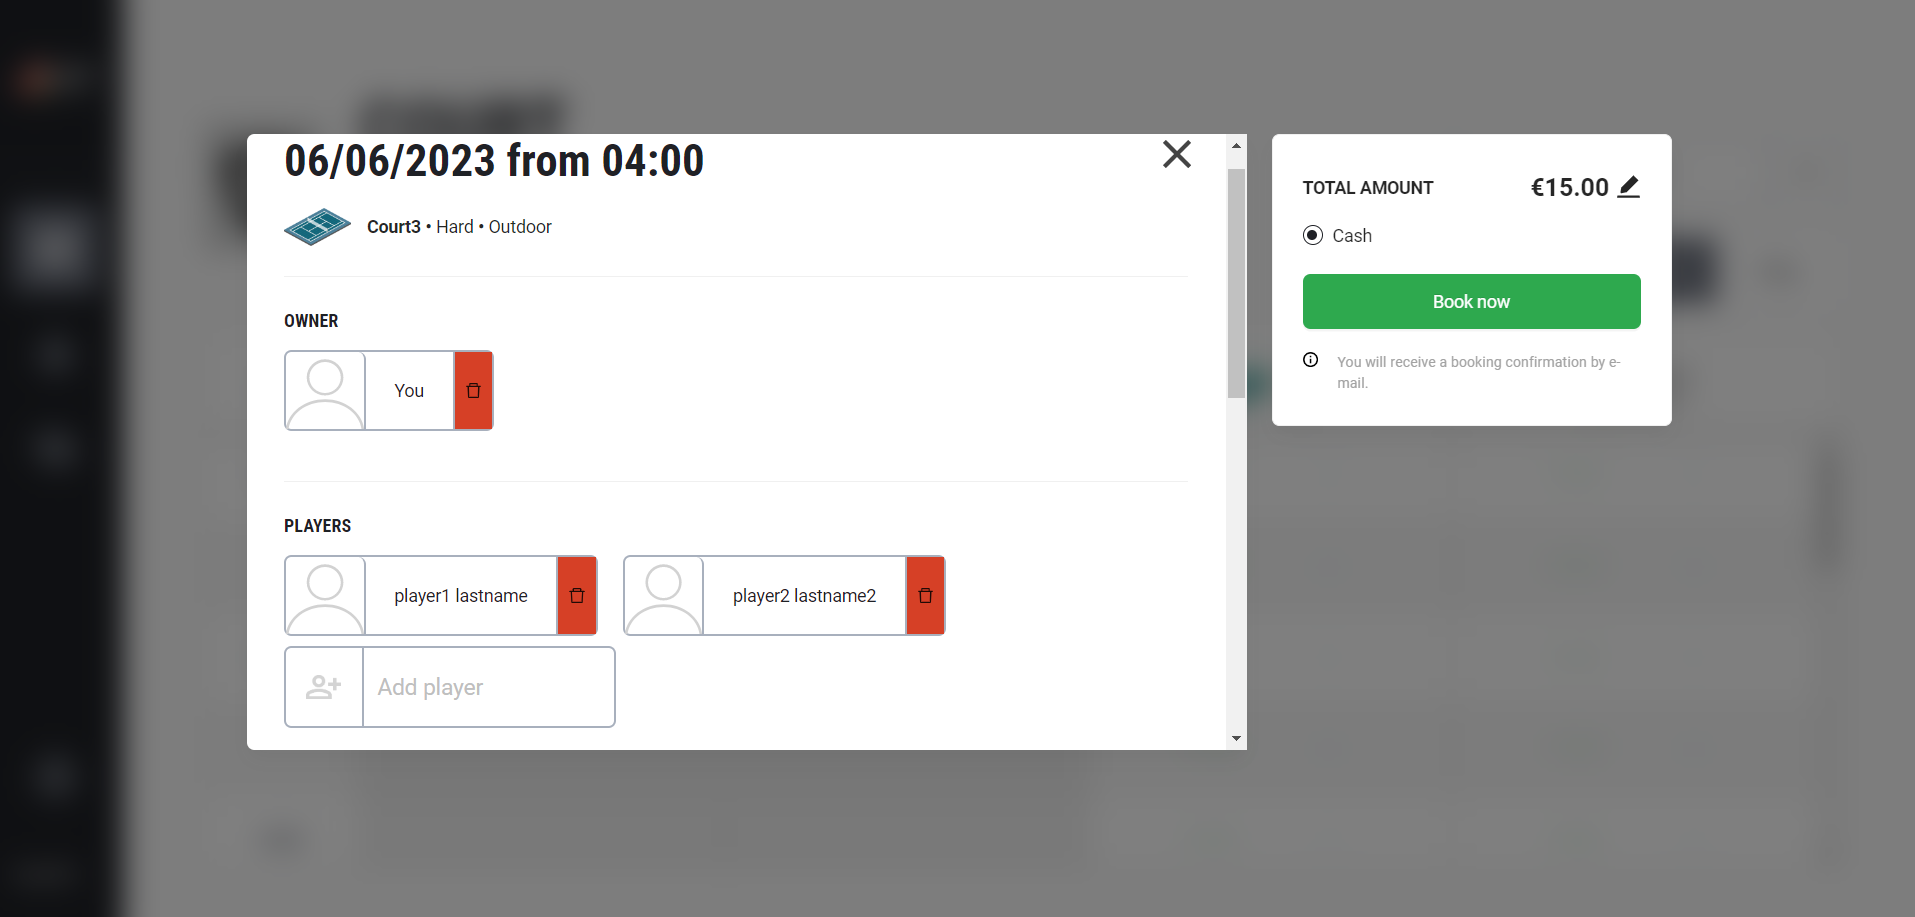 06/06/2023 from 04:00
Court3 • Hard • Outdoor
OWNER
You
PLAYERS
player1 lastname
player2 lastname2
Add player
TOTAL AMOUNT €15.00
Cash
Book now
You will receive a booking confirmation by e-
mail.